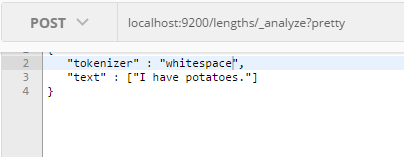 POST localhost:9200/lengths/_analyze?pretty
1 {
2 "tokenizer" : "whitespace",
3 "text" : ["I have potatoes."]
4 }